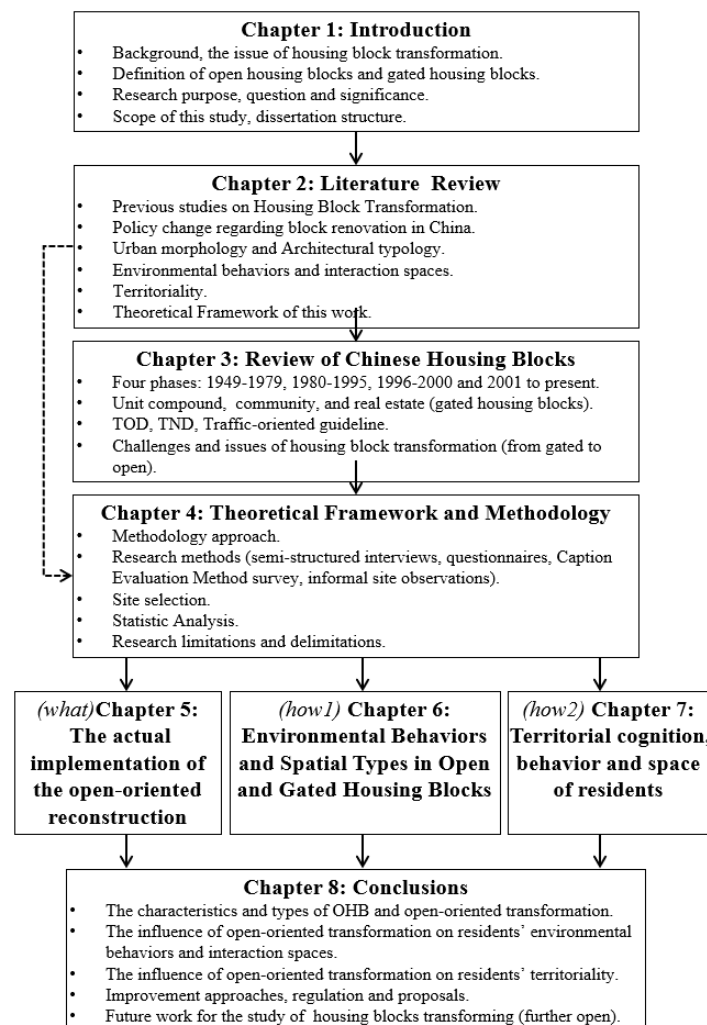 Chapter 1: Introduction
• Background, the issue of housing block transformation.
• Definition of open housing blocks and gated housing blocks.
• Research purpose, question and significance.
• Scope of this study, dissertation structure.
Chapter 2: Literature Review
• Previous studies on Housing Block Transformation.
• Policy change regarding block renovation in China.
• Urban morphology and Architectural typology.
• Environmental behaviors and interaction spaces.
• Territoriality.
• Theoretical Framework of this work.
Chapter 3: Review of Chinese Housing Blocks
• Four phases: 1949-1979, 1980-1995, 1996-2000 and 2001 to present.
• Unit compound, community, and real estate (gated housing blocks).
• TOD, TND, Traffic-oriented guideline.
• Challenges and issues of housing block transformation (from gated to
open).
Chapter 4: Theoretical Framework and Methodology
• Methodology approach.
• Research methods (semi-structured interviews, questionnaires, Caption
Evaluation Method survey, informal site observations).
• Site selection.
• Statistic Analysis.
• Research limitations and delimitations.
(what)Chapter 5:
The actual
implementation of
the open-oriented
reconstruction
(how1) Chapter 6:
Environmental Behaviors
and Spatial Types in Open
and Gated Housing Blocks
(how2) Chapter 7:
Territorial cognition,
behavior and space
of residents
Chapter 8: Conclusions
• The characteristics and types of OHB and open-oriented transformation.
• The influence of open-oriented transformation on residents' environmental
behaviors and interaction spaces.
• The influence of open-oriented transformation on residents' territoriality.
• Improvement approaches, regulation and proposals.
• Future work for the study of housing blocks transforming (further open).